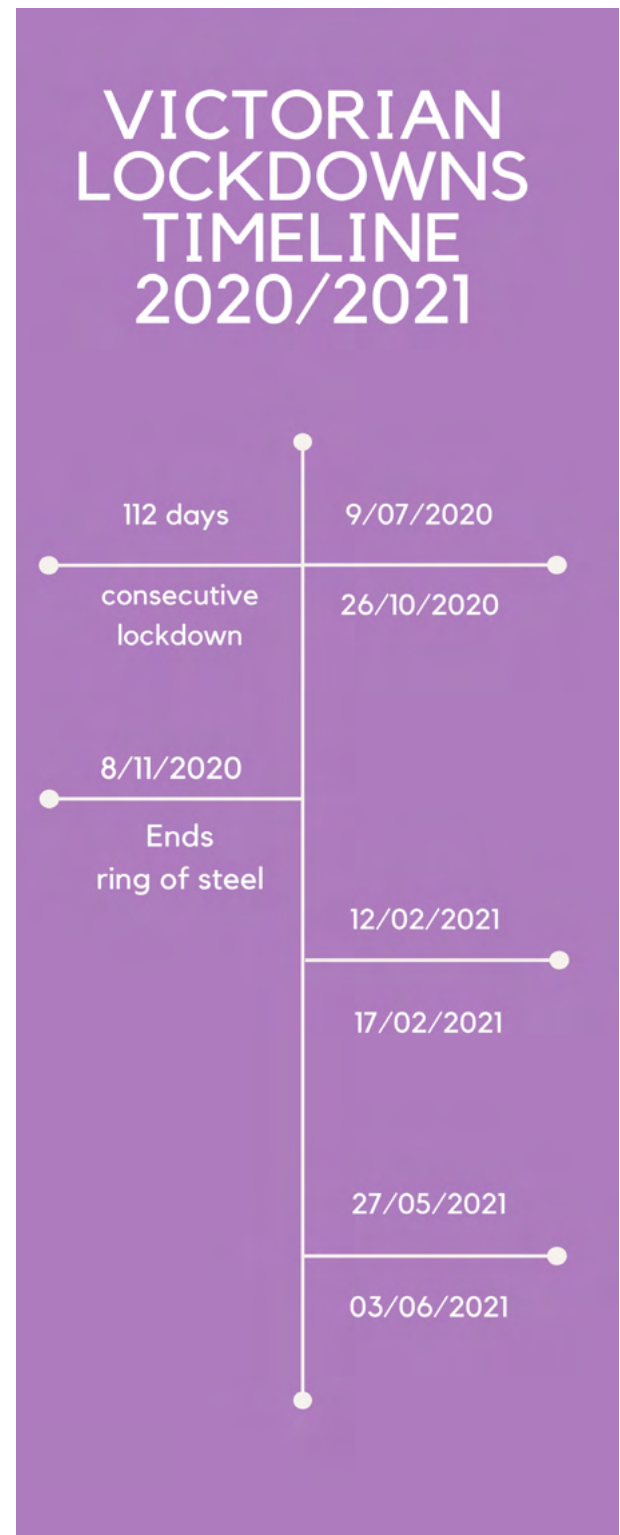 VICTORIAN
LOCKDOWNS
TIMELINE
2020/2021
112 days
9/07/2020
consecutive
lockdown
26/10/2020
8/11/2020
Ends
ring of steel
12/02/2021
17/02/2021
27/05/2021
03/06/2021